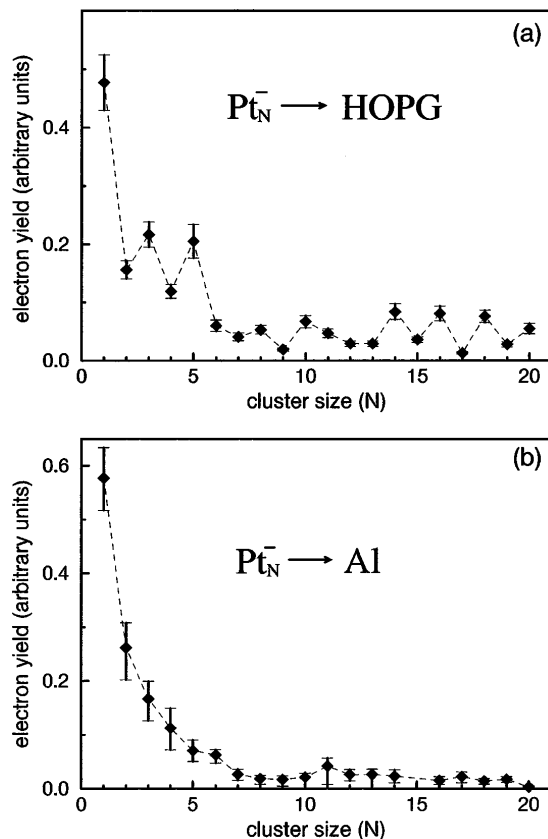 (a)
Pt_N^- → HOPG
electron yield (arbitrary units)
0.4
0.2
0.0
0 5 10 15 20
cluster size (N)
(b)
Pt_N^- → Al
electron yield (arbitrary units)
0.6
0.4
0.2
0.0
0 5 10 15 20
cluster size (N)